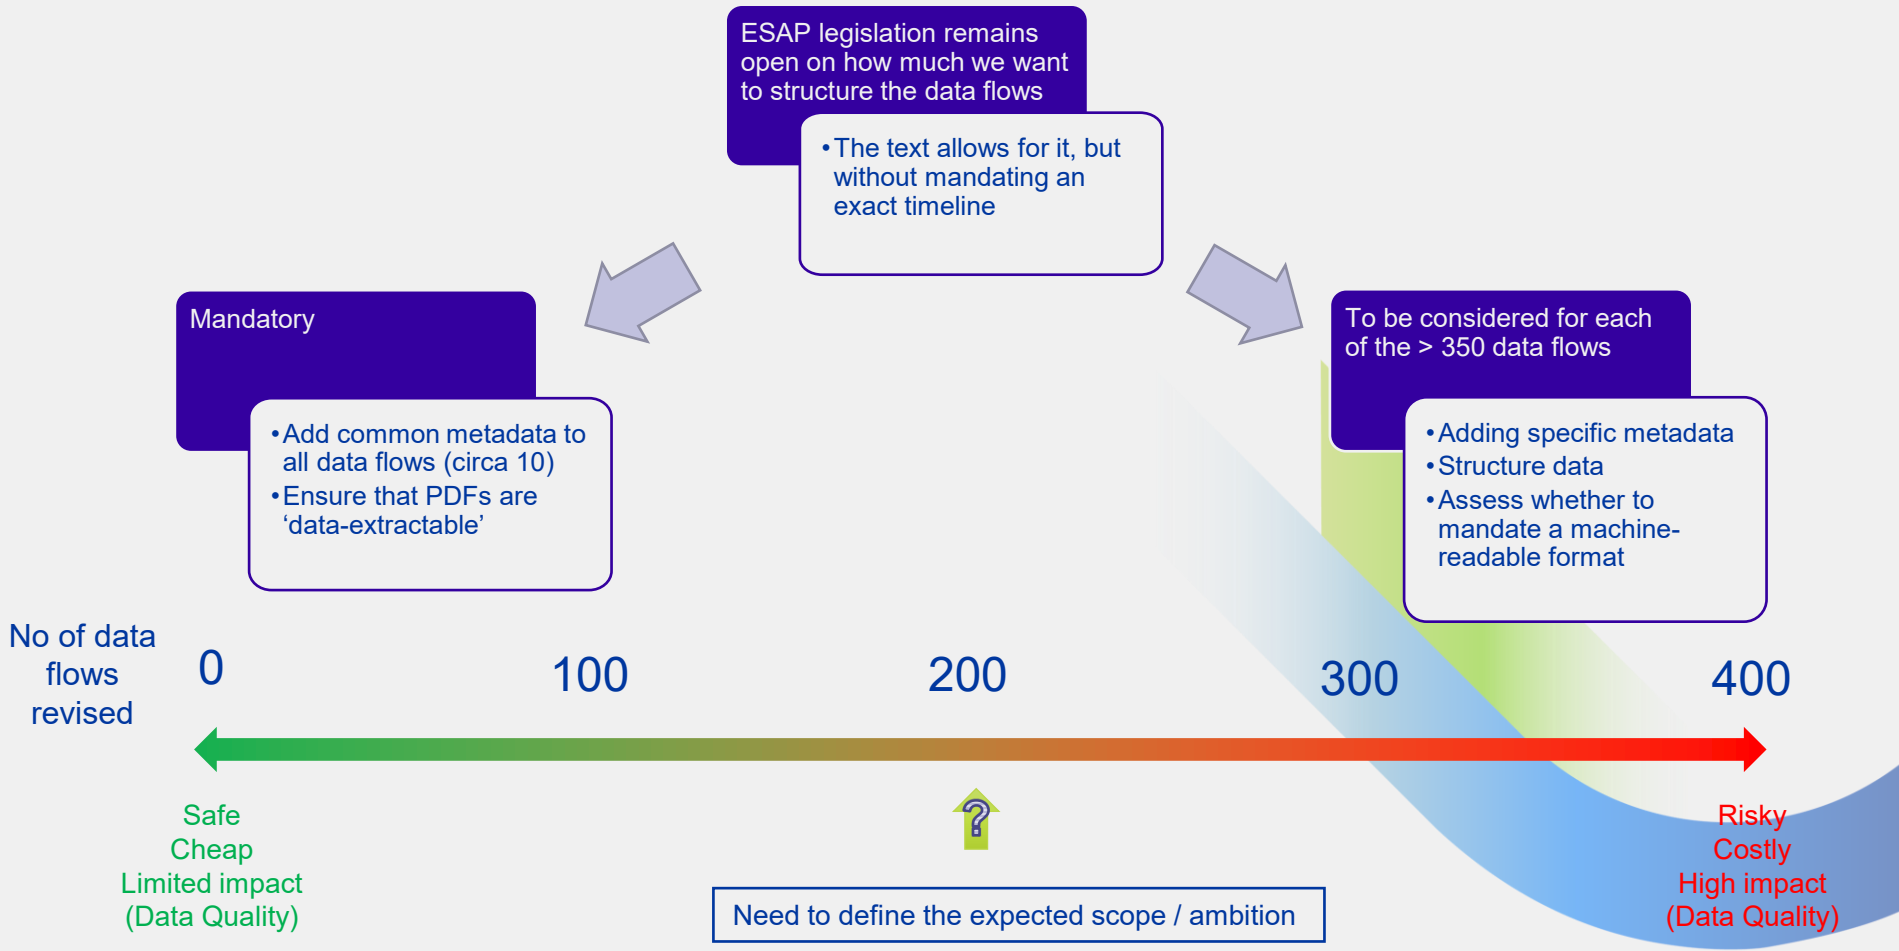 ESAP legislation remains
open on how much we want
to structure the data flows
•The text allows for it, but
without mandating an
exact timeline
Mandatory
•Add common metadata to
all data flows (circa 10)
•Ensure that PDFs are
‘data-extractable’
To be considered for each
of the > 350 data flows
•Adding specific metadata
•Structure data
•Assess whether to
mandate a machine-
readable format
No of data
flows
revised
0
100
200
300
400
Safe
Cheap
Limited impact
(Data Quality)
?
Need to define the expected scope / ambition
Risky
Costly
High impact
(Data Quality)